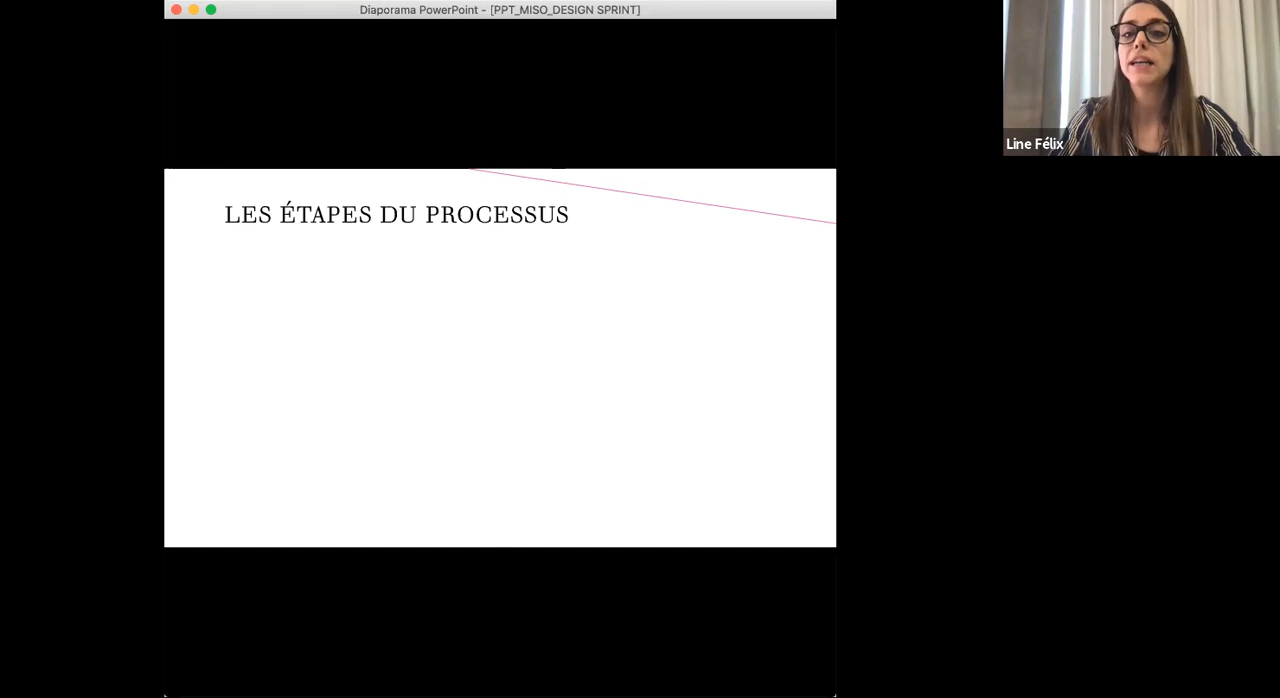 Diaporama PowerPoint - [PPT_MISO_DESIGN SPRINT]
Line Félix
LES ÉTAPES DU PROCESSUS